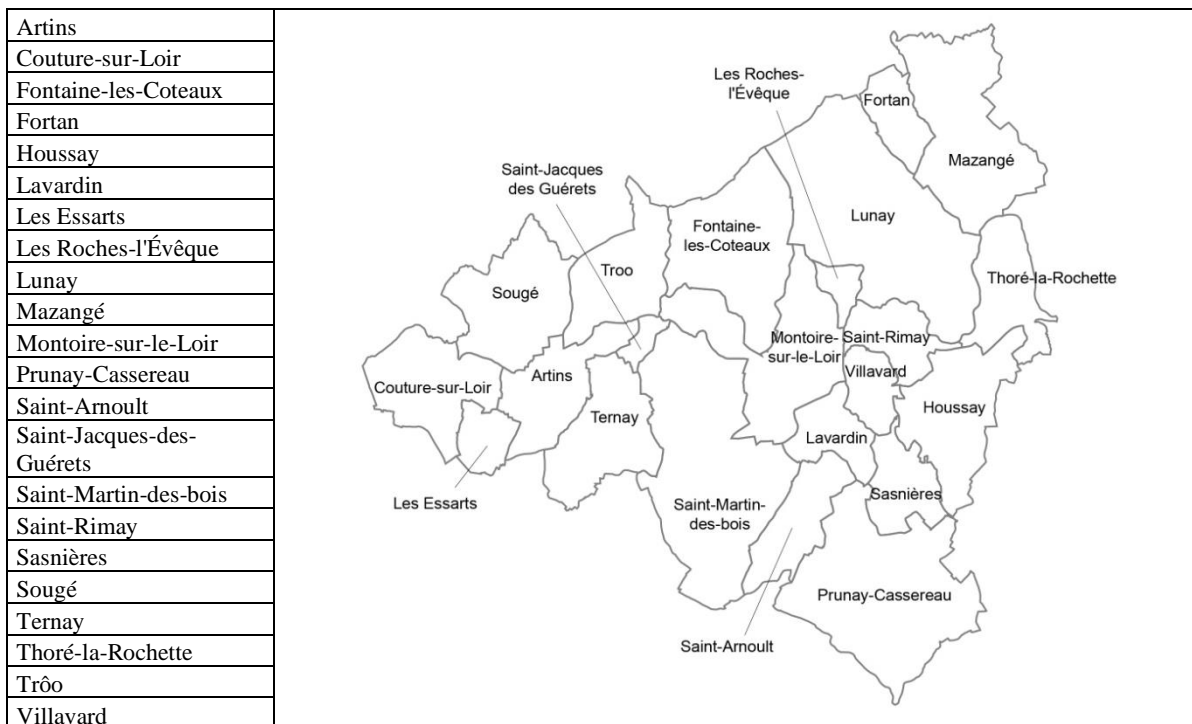 Artins
Couture-sur-Loir
Fontaine-les-Coteaux
Fortan
Houssay
Lavardin
Les Essarts
Les Roches-l'Évêque
Lunay
Mazangé
Montoire-sur-le-Loir
Prunay-Cassereau
Saint-Arnoult
Saint-Jacques-des-
Guérets
Saint-Martin-des-bois
Saint-Rimay
Sasnières
Sougé
Ternay
Thoré-la-Rochette
Trôo
Villavard
Les Roches-
l'Évêque
Fortan
Mazangé
Saint-Jacques
des Guérets
Lunay
Fontaine-
les-Coteaux
Troo
Thoré-la-Rochette
Sougé
Montoire-
sur-le-Loir
Saint-Rimay
Villavard
Artins
Couture-sur-Loir
Houssay
Ternay
Lavardin
Les Essarts
Sasnières
Saint-Martin-
des-bois
Prunay-Cassereau
Saint-Arnoult